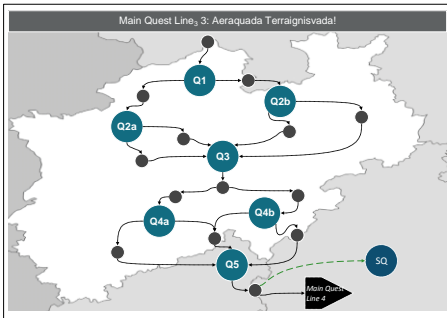 Main Quest Line₃ 3: Aeraquada Terraignisvada!
Q1
Q2b
Q2a
Q3
Q4a
Q4b
Q5
SQ
Main Quest
Line 4